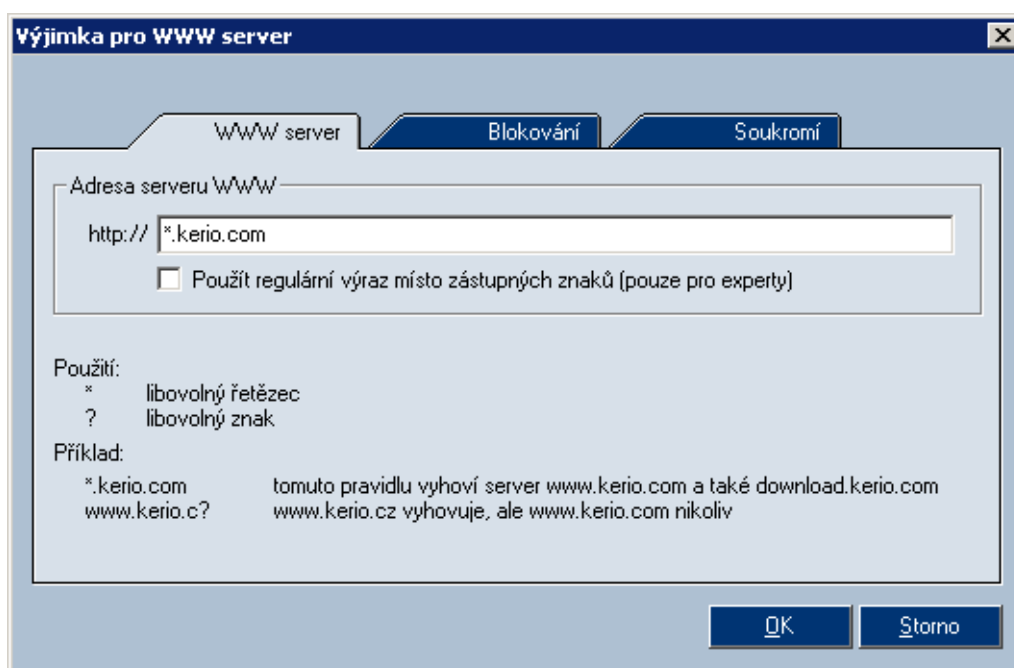 Výjimka pro WWW server
WWW server Blokování Soukromí
Adresa serveru WWW
http:// *.kerio.com
Použít regulární výraz místo zástupných znaků (pouze pro experty)
Použití:
* libovolný řetězec
? libovolný znak
Příklad:
*.kerio.com tomuto pravidlu vyhoví server www.kerio.com a také download.kerio.com
www.kerio.c? www.kerio.cz vyhovuje, ale www.kerio.com nikoliv
OK Storno